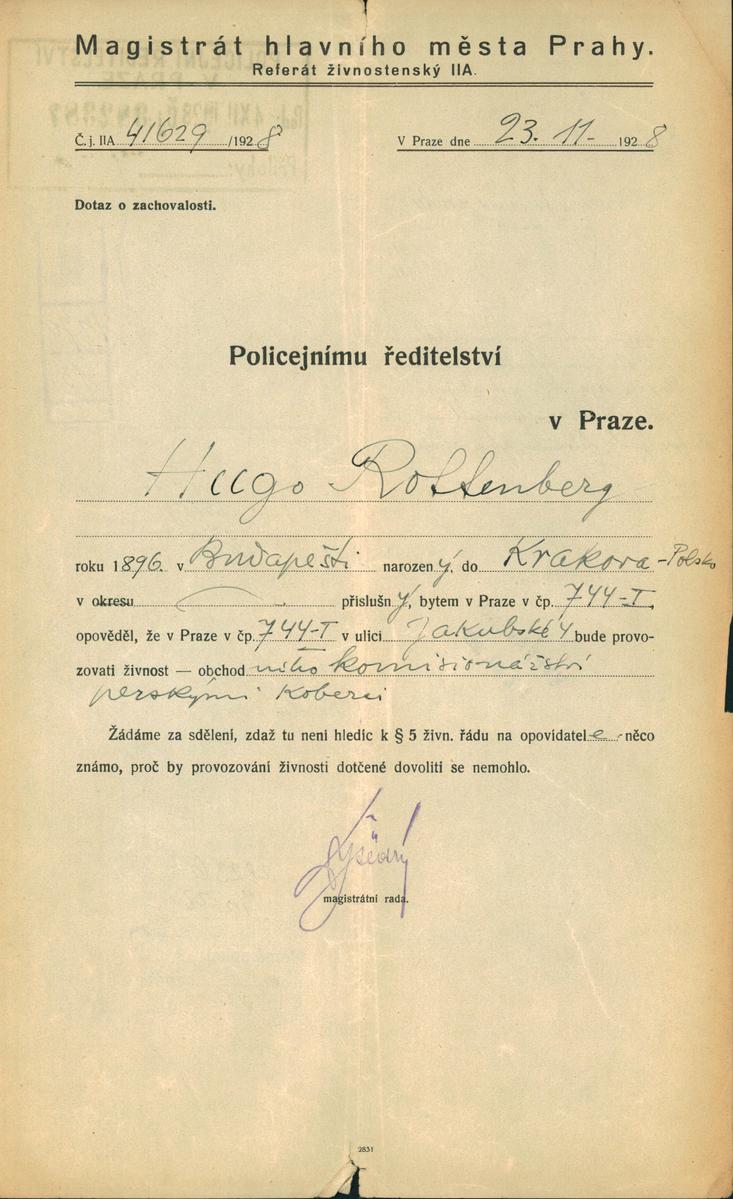 Magistrát hlavního města Prahy.
Referát živnostenský IIA.
Č. j. IIA 41629 /1928
V Praze dne 23. 11.- 1928
Dotaz o zachovalosti.
Policejnímu ředitelství
v Praze.
Hugo Rottenberg
roku 1896. v Budapešti narozený, do Krakova - Polsko
v okresu příslušný, bytem v Praze v čp. 744-I,
opověděl, že v Praze v čp. 744-I v ulici Jakubské 4 bude provo-
zovati živnost — obchod komisionářství
perskými koberci
Žádáme za sdělení, zdaž tu není hledíc k § 5 živn. řádu na opovídatele něco
známo, proč by provozování živnosti dotčené dovoliti se nemohlo.
magistrátní rada.
2831